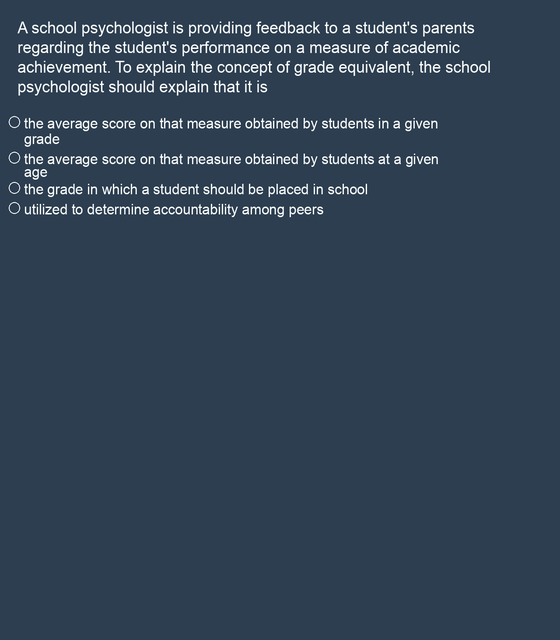 A school psychologist is providing feedback to a student's parents
regarding the student's performance on a measure of academic
achievement. To explain the concept of grade equivalent, the school
psychologist should explain that it is
the average score on that measure obtained by students in a given
grade
the average score on that measure obtained by students at a given
age
the grade in which a student should be placed in school
utilized to determine accountability among peers